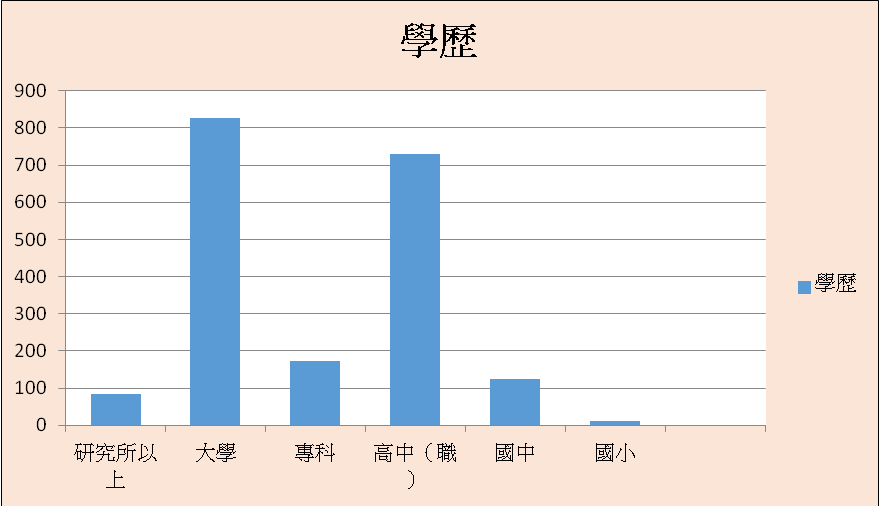 學歷
900
800
700
600
500
400
300
200
100
0
研究所以
上
大學
專科
高中（職
）
國中
國小
學歷